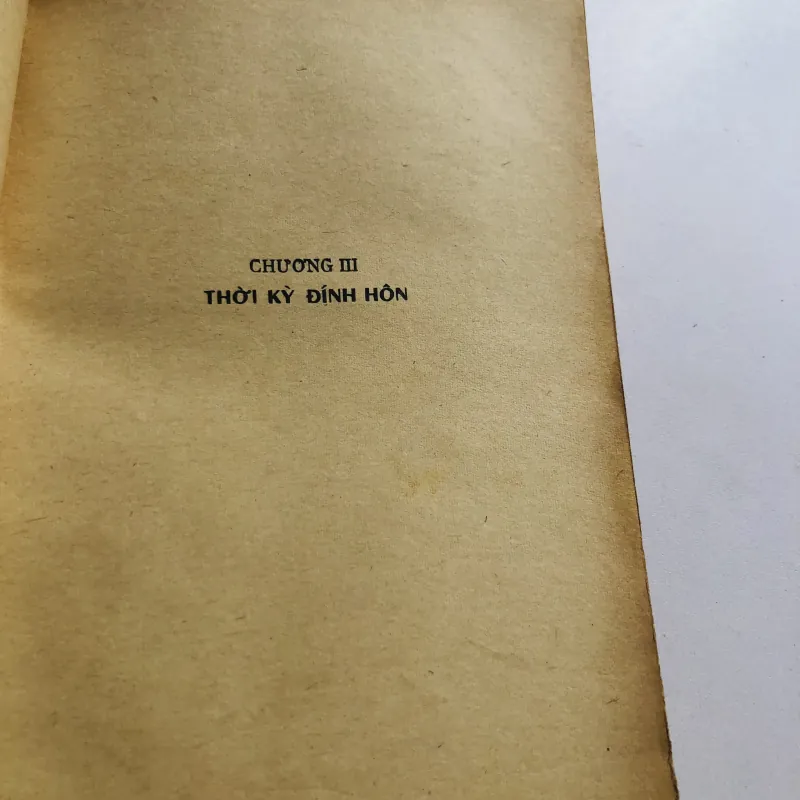 CHƯƠNG III
THỜI KỲ ĐÍNH HÔN